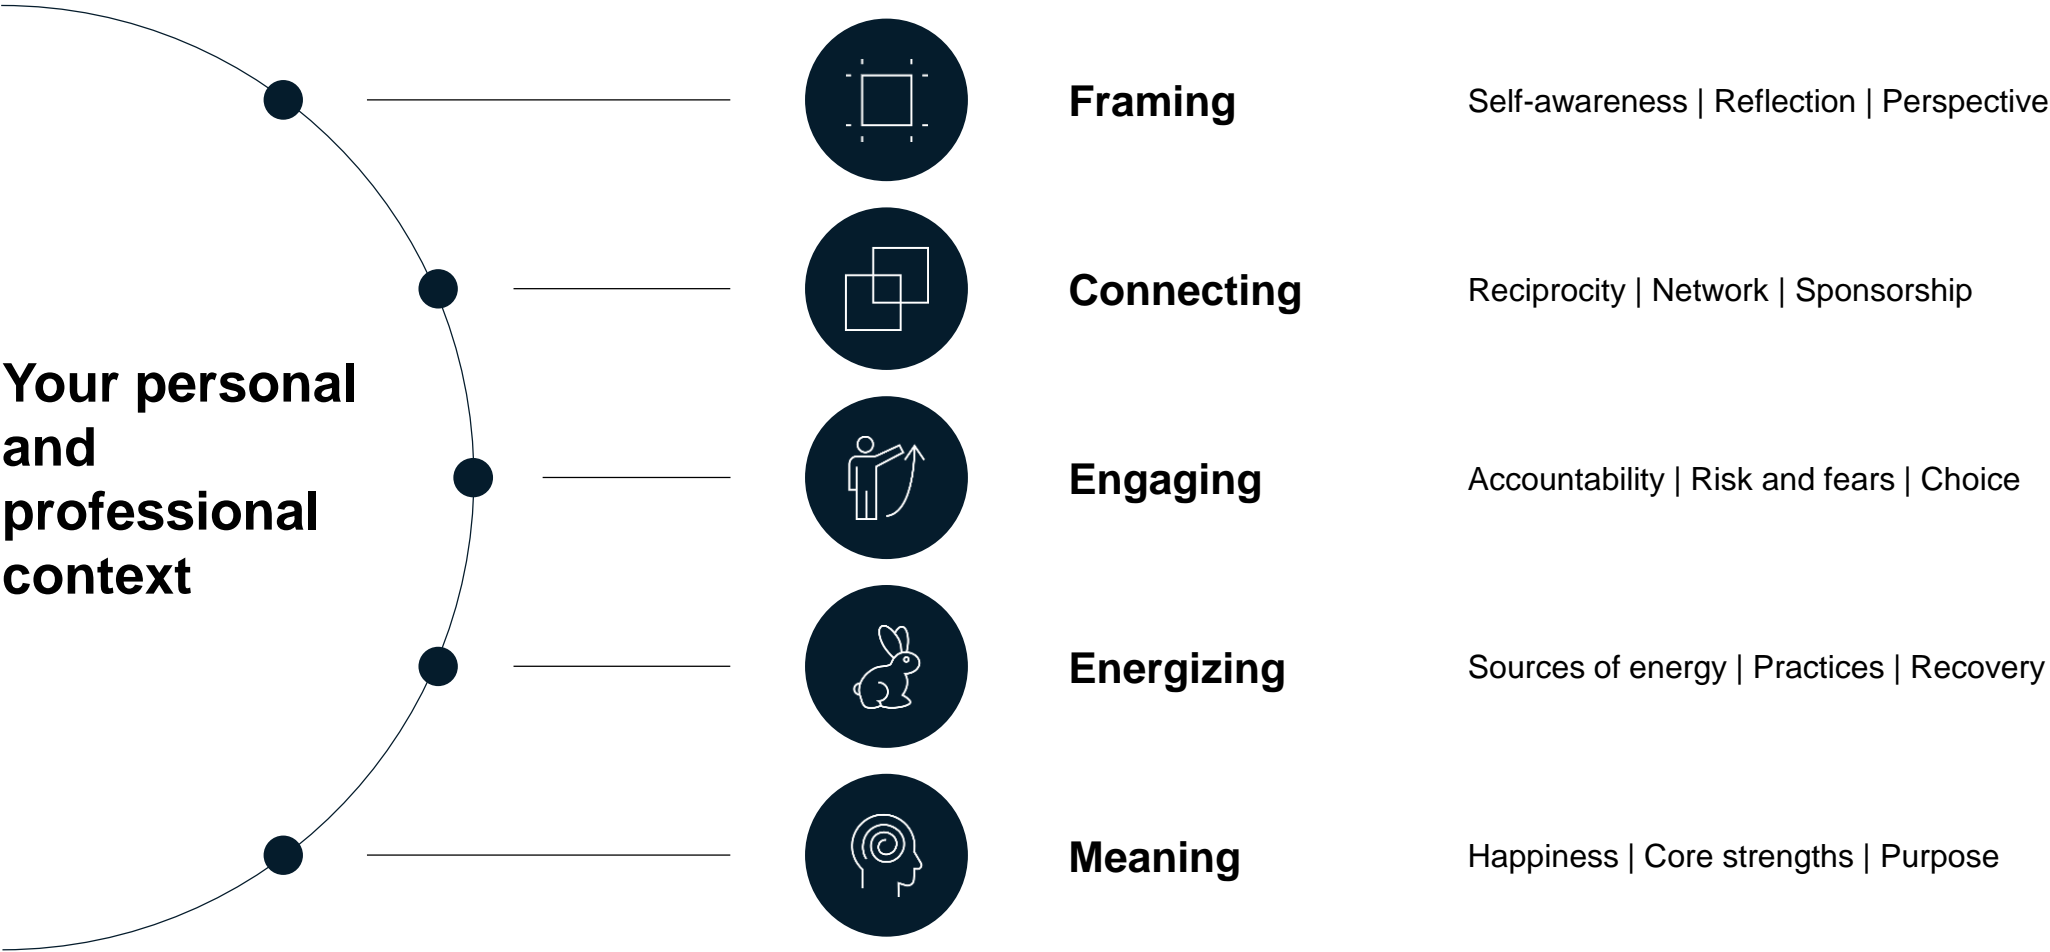 Your personal
and
professional
context
Framing
Self-awareness | Reflection | Perspective
Connecting
Reciprocity | Network | Sponsorship
Engaging
Accountability | Risk and fears | Choice
Energizing
Sources of energy | Practices | Recovery
Meaning
Happiness | Core strengths | Purpose